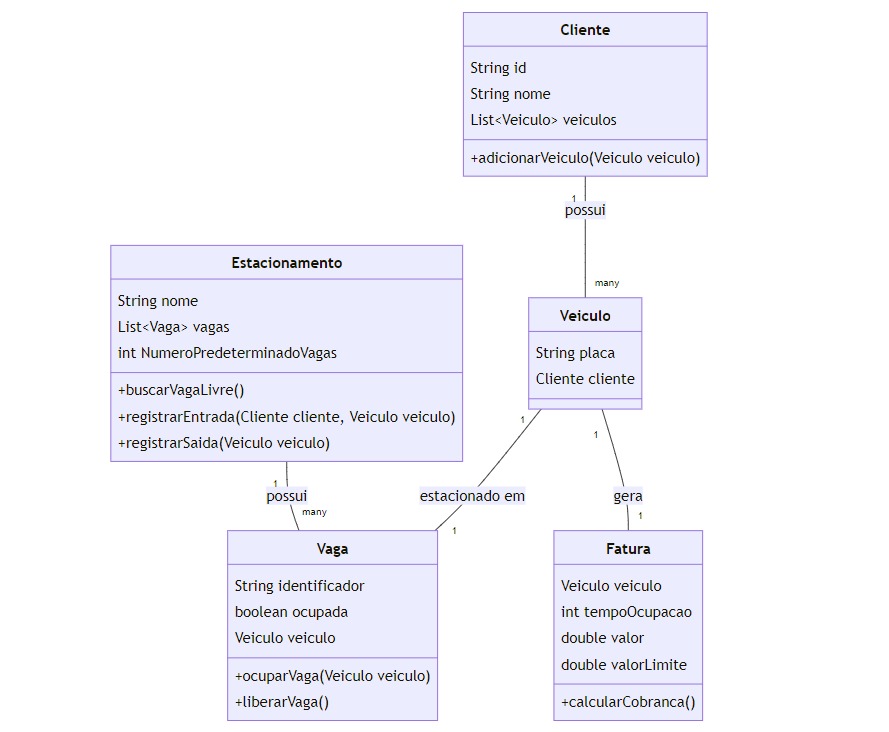 Cliente
String id
String nome
List<Veiculo> veiculos
+adicionarVeiculo(Veiculo veiculo)
1
possui
many
Estacionamento
String nome
List<Vaga> vagas
int NumeroPredeterminadoVagas
+buscarVagaLivre()
+registrarEntrada(Cliente cliente, Veiculo veiculo)
+registrarSaida(Veiculo veiculo)
Veiculo
String placa
Cliente cliente
1
possui
many
1
estacionado em
1
1
gera
1
Vaga
String identificador
boolean ocupada
Veiculo veiculo
+ocuparVaga(Veiculo veiculo)
+liberarVaga()
Fatura
Veiculo veiculo
int tempoOcupacao
double valor
double valorLimite
+calcularCobranca()